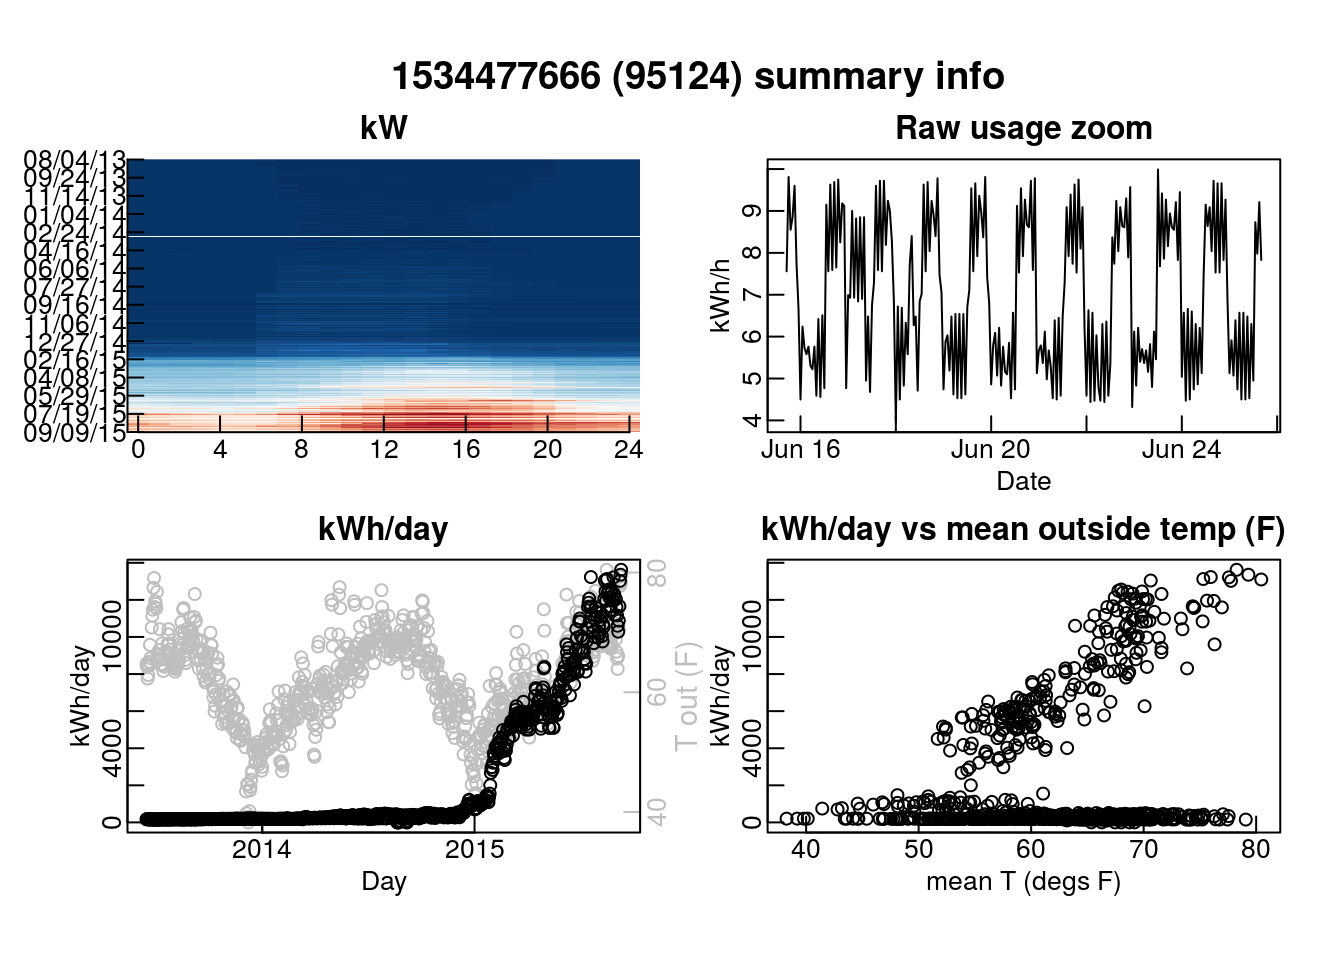 1534477666 (95124) summary info
kW
08/04/13
09/24/13
11/14/13
01/04/14
02/24/14
04/16/14
06/06/14
07/27/14
09/16/14
11/06/14
12/27/14
02/16/15
04/08/15
05/29/15
07/19/15
09/09/15
0 4 8 12 16 20 24
Raw usage zoom
kWh/h
9
8
7
6
5
4
Jun 16 Jun 20 Jun 24
Date
kWh/day
kWh/day
10000
4000
0
80
60
40
T out (F)
2014 2015
Day
kWh/day vs mean outside temp (F)
kWh/day
10000
4000
0
40 50 60 70 80
mean T (degs F)